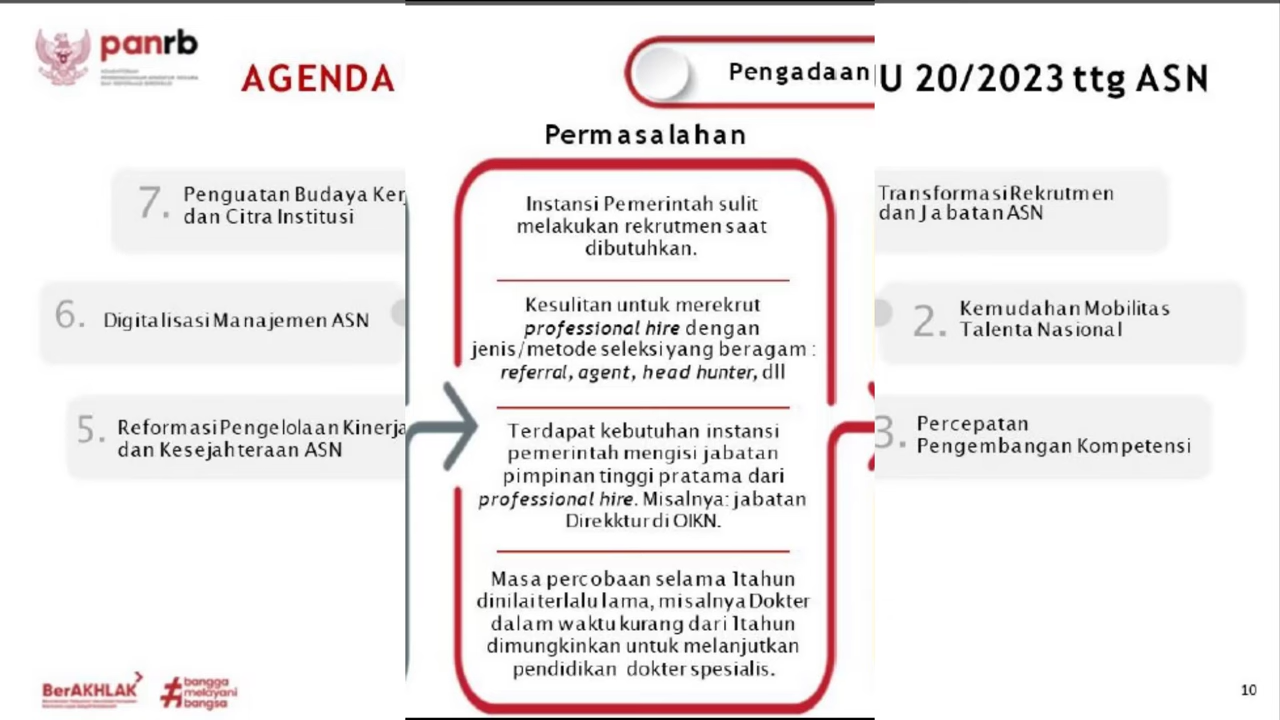 panrb
AGENDA
Pengadaan
U 20/2023 ttg ASN
Permasalahan
7. Penguatan Budaya Ker
dan Citra Institusi
6. Digitalisasi Manajemen ASN
5. Reformasi Pengelolaan Kinerja
dan Kesejahteraan ASN
Instansi Pemerintah sulit
melakukan rekrutmen saat
dibutuhkan.
Kesulitan untuk merekrut
professional hire dengan
jenis/metode seleksi yang beragam :
referral, agent, head hunter, dll
Terdapat kebutuhan instansi
pemerintah mengisi jabatan
pimpinan tinggi pratama dari
professional hire. Misalnya: jabatan
Direkktur di OIKN.
Masa percobaan selama 1 tahun
dinilai terlalu lama, misalnya Dokter
dalam waktu kurang dari 1 tahun
dimungkinkan untuk melanjutkan
pendidikan dokter spesialis.
Transformasi Rekrutmen
dan Jabatan ASN
2. Kemudahan Mobilitas
Talenta Nasional
3. Percepatan
Pengembangan Kompetensi
BerAKHLAK
#bangga
melayani
bangsa
10